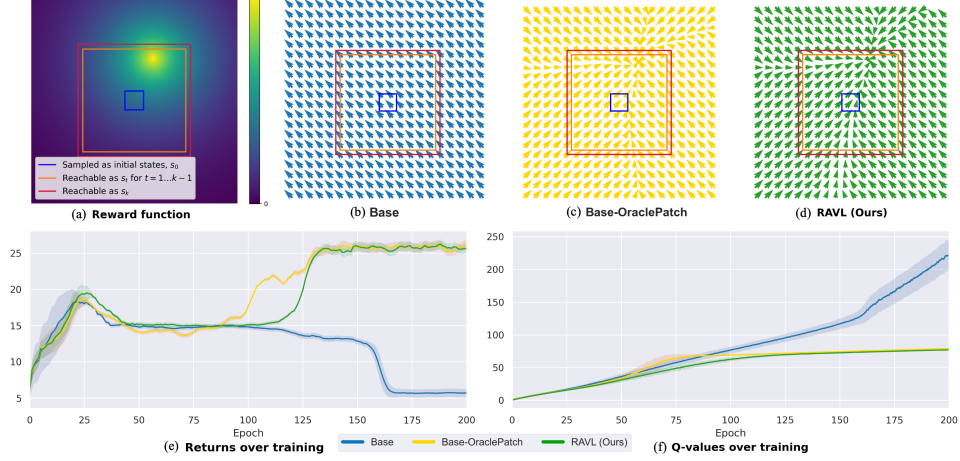 0
Sampled as initial states, s₀
Reachable as sₜ for t = 1…k − 1
Reachable as sₖ
(a) Reward function
(b) Base
(c) Base-OraclePatch
(d) RAVL (Ours)
25
20
15
10
5
0 25 50 75 100 125 150 175 200
Epoch
(e) Returns over training
250
200
150
100
50
0
0 25 50 75 100 125 150 175 200
Epoch
(f) Q-values over training
Base Base-OraclePatch RAVL (Ours)